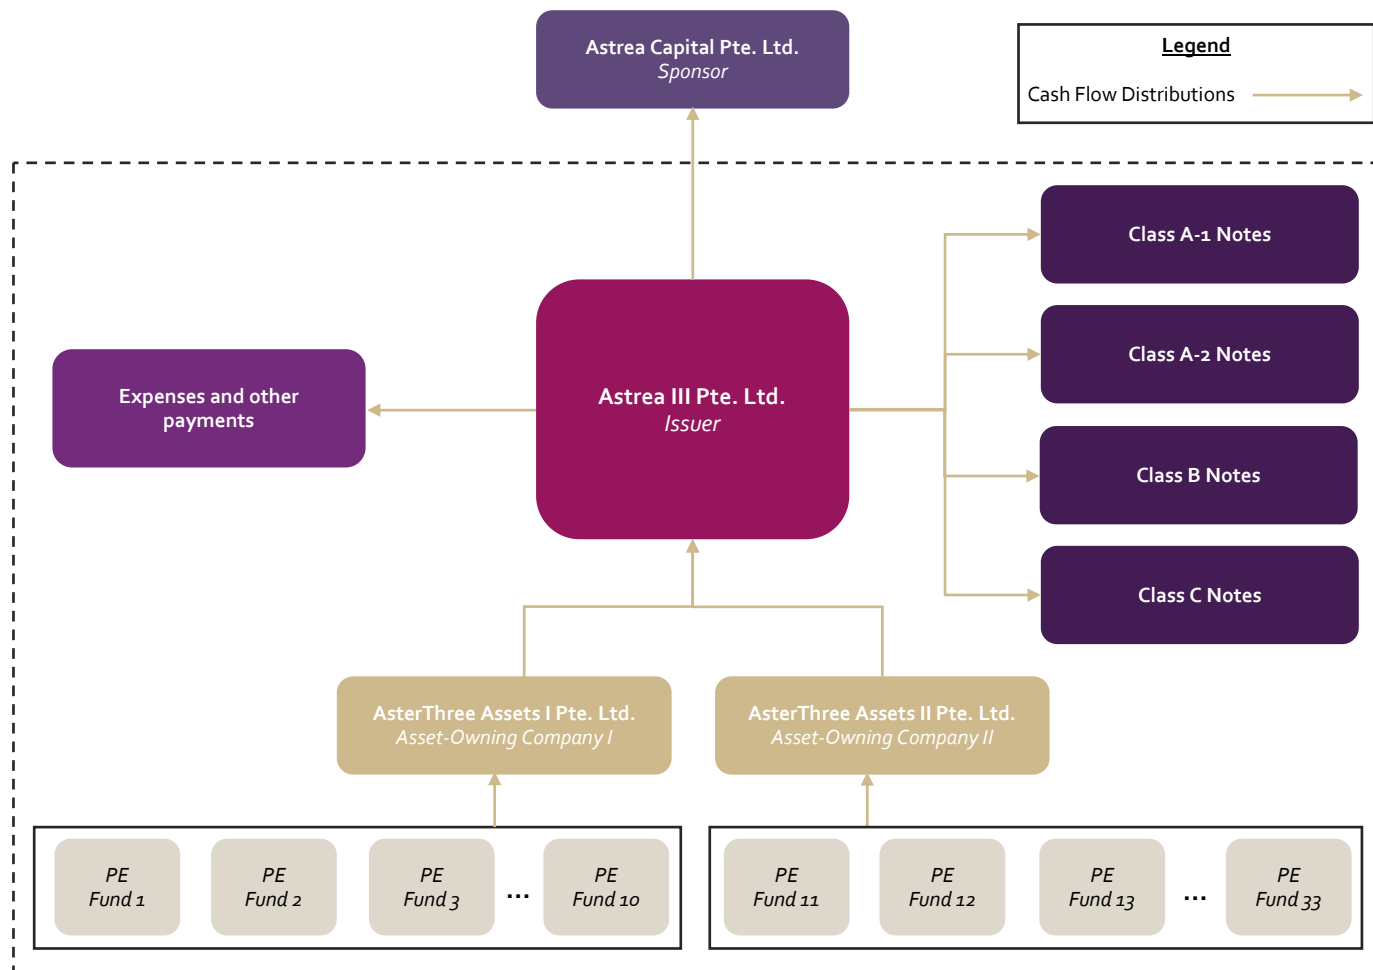 Astrea Capital Pte. Ltd.
Sponsor
Legend
Cash Flow Distributions
Class A-1 Notes
Class A-2 Notes
Class B Notes
Class C Notes
Expenses and other
payments
Astrea III Pte. Ltd.
Issuer
AsterThree Assets I Pte. Ltd.
Asset-Owning Company I
AsterThree Assets II Pte. Ltd.
Asset-Owning Company II
PE
Fund 1
PE
Fund 2
PE
Fund 3
...
PE
Fund 10
PE
Fund 11
PE
Fund 12
PE
Fund 13
...
PE
Fund 33